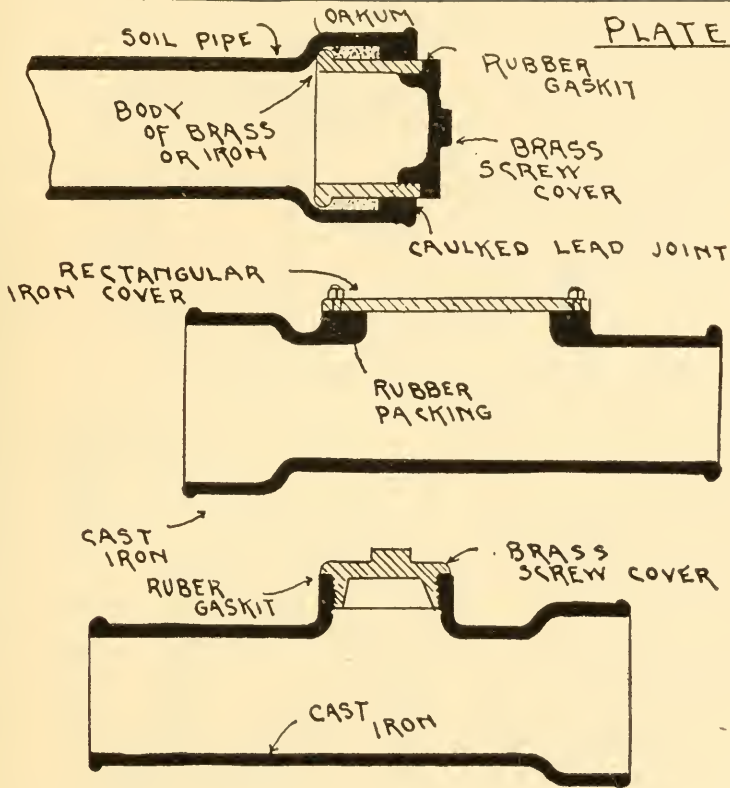 PLATE
OAKUM
SOIL PIPE
RUBBER
GASKIT
BODY
OF BRASS
OR IRON
BRASS
SCREW
COVER
CAULKED LEAD JOINT
RECTANGULAR
IRON COVER
RUBBER
PACKING
CAST
IRON
RUBER
GASKIT
BRASS
SCREW COVER
CAST
IRON